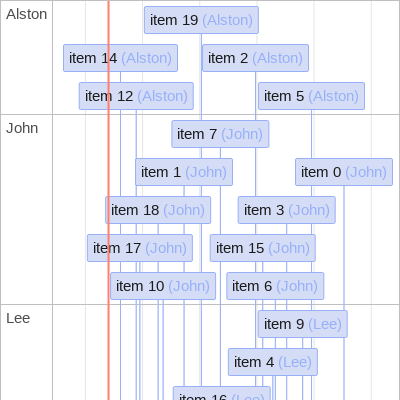 Alston
item 19 (Alston)
item 14 (Alston)
item 2 (Alston)
item 12 (Alston)
item 5 (Alston)
John
item 7 (John)
item 1 (John)
item 0 (John)
item 18 (John)
item 3 (John)
item 17 (John)
item 15 (John)
item 10 (John)
item 6 (John)
Lee
item 9 (Lee)
item 4 (Lee)
item 16 (Lee)